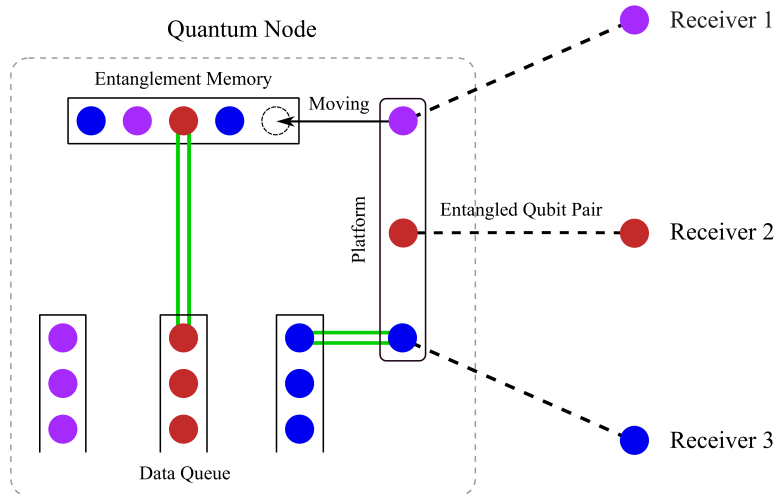 Quantum Node
Receiver 1
Entanglement Memory
Moving
Platform
Entangled Qubit Pair
Receiver 2
Receiver 3
Data Queue